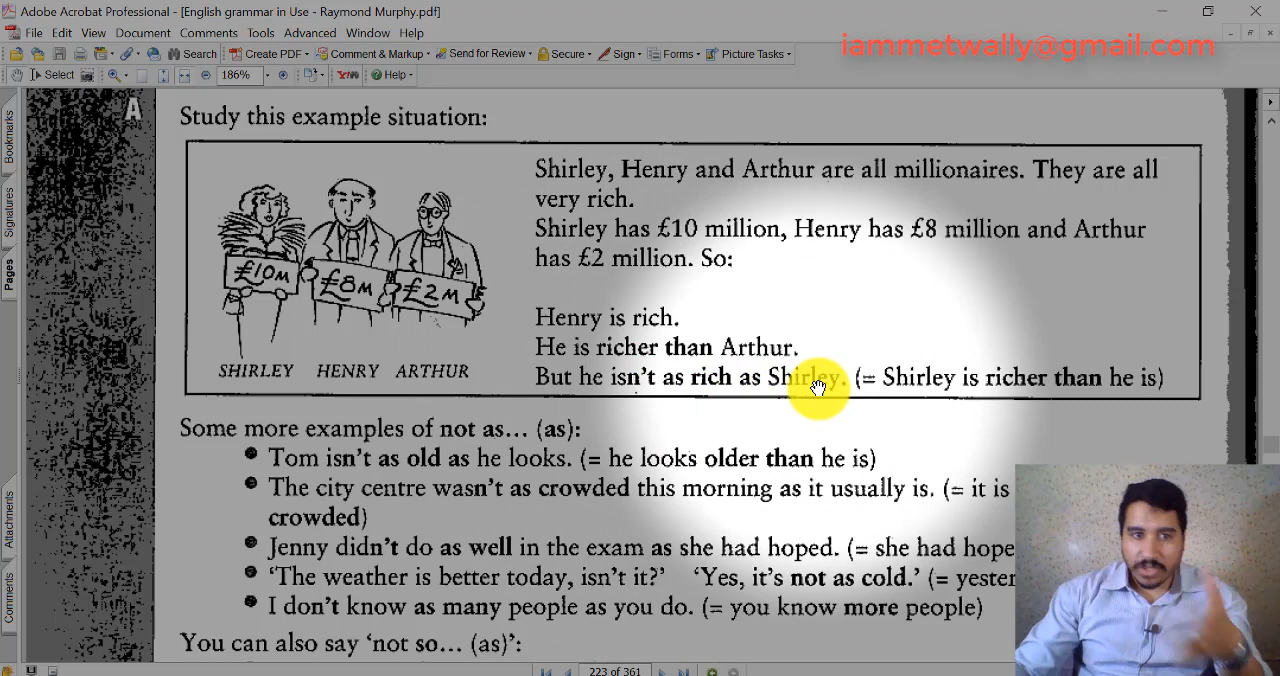 Adobe Acrobat Professional - [English grammar in Use - Raymond Murphy.pdf]
File Edit View Document Comments Tools Advanced Window Help
iammetwally@gmail.com
Search Create PDF Comment & Markup Send for Review Secure Sign Forms Picture Tasks
Select 186% Y!M Help
Bookmarks
Signatures
Pages
Attachments
Comments
A
Study this example situation:
£10M £8M £2M
SHIRLEY HENRY ARTHUR
Shirley, Henry and Arthur are all millionaires. They are all
very rich.
Shirley has £10 million, Henry has £8 million and Arthur
has £2 million. So:
Henry is rich.
He is richer than Arthur.
But he isn't as rich as Shirley. (= Shirley is richer than he is)
Some more examples of not as... (as):
Tom isn't as old as he looks. (= he looks older than he is)
The city centre wasn't as crowded this morning as it usually is. (= it is
crowded)
Jenny didn't do as well in the exam as she had hoped. (= she had hope
'The weather is better today, isn't it?' 'Yes, it's not as cold.' (= yester
I don't know as many people as you do. (= you know more people)
You can also say 'not so... (as)':
223 of 361